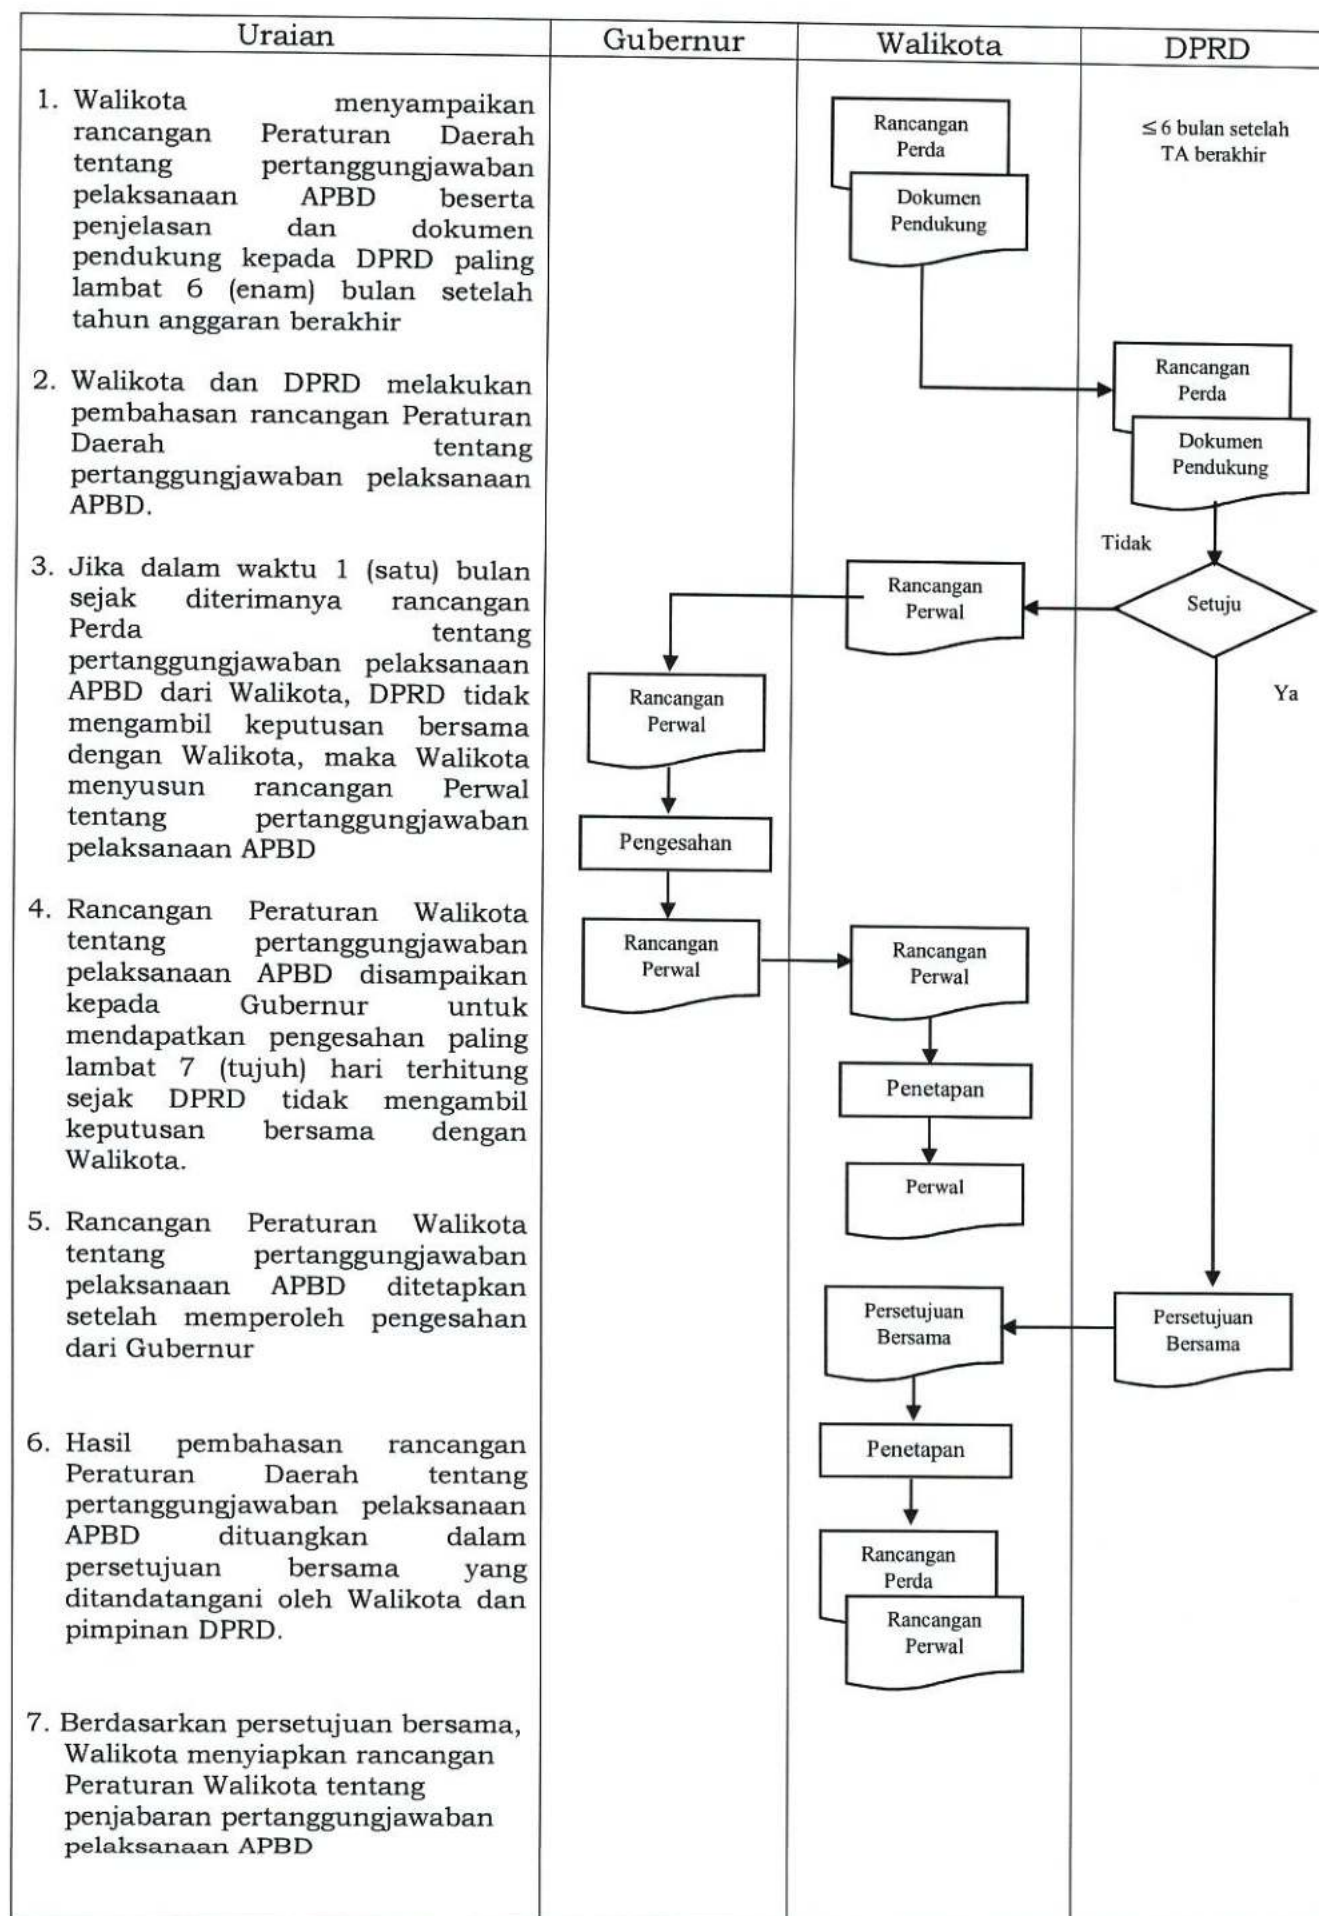 Uraian
Gubernur
Walikota
DPRD
1. Walikota menyampaikan
rancangan Peraturan Daerah
tentang pertanggungjawaban
pelaksanaan APBD beserta
penjelasan dan dokumen
pendukung kepada DPRD paling
lambat 6 (enam) bulan setelah
tahun anggaran berakhir
2. Walikota dan DPRD melakukan
pembahasan rancangan Peraturan
Daerah tentang
pertanggungjawaban pelaksanaan
APBD.
3. Jika dalam waktu 1 (satu) bulan
sejak diterimanya rancangan
Perda tentang
pertanggungjawaban pelaksanaan
APBD dari Walikota, DPRD tidak
mengambil keputusan bersama
dengan Walikota, maka Walikota
menyusun rancangan Perwal
tentang pertanggungjawaban
pelaksanaan APBD
4. Rancangan Peraturan Walikota
tentang pertanggungjawaban
pelaksanaan APBD disampaikan
kepada Gubernur untuk
mendapatkan pengesahan paling
lambat 7 (tujuh) hari terhitung
sejak DPRD tidak mengambil
keputusan bersama dengan
Walikota.
5. Rancangan Peraturan Walikota
tentang pertanggungjawaban
pelaksanaan APBD ditetapkan
setelah memperoleh pengesahan
dari Gubernur
6. Hasil pembahasan rancangan
Peraturan Daerah tentang
pertanggungjawaban pelaksanaan
APBD dituangkan dalam
persetujuan bersama yang
ditandatangani oleh Walikota dan
pimpinan DPRD.
7. Berdasarkan persetujuan bersama,
Walikota menyiapkan rancangan
Peraturan Walikota tentang
penjabaran pertanggungjawaban
pelaksanaan APBD
Rancangan
Perwal
Pengesahan
Rancangan
Perwal
Rancangan
Perda
Dokumen
Pendukung
Rancangan
Perwal
Rancangan
Perwal
Penetapan
Perwal
Persetujuan
Bersama
Penetapan
Rancangan
Perda
Rancangan
Perwal
≤ 6 bulan setelah
TA berakhir
Rancangan
Perda
Dokumen
Pendukung
Tidak
Setuju
Ya
Persetujuan
Bersama